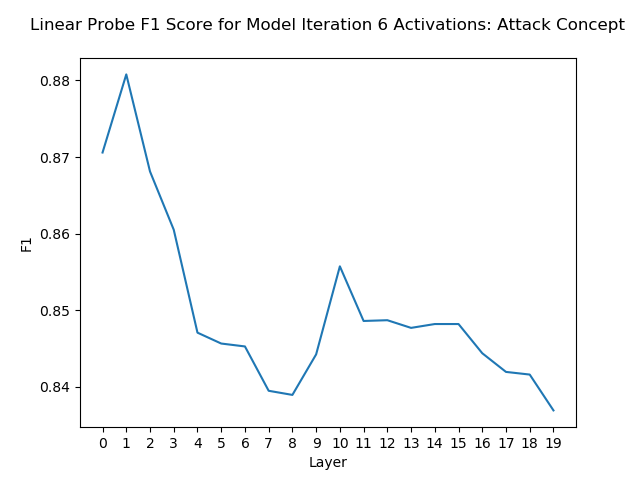 Linear Probe F1 Score for Model Iteration 6 Activations: Attack Concept
0.88
0.87
0.86
0.85
0.84
F1
0 1 2 3 4 5 6 7 8 9 10 11 12 13 14 15 16 17 18 19
Layer